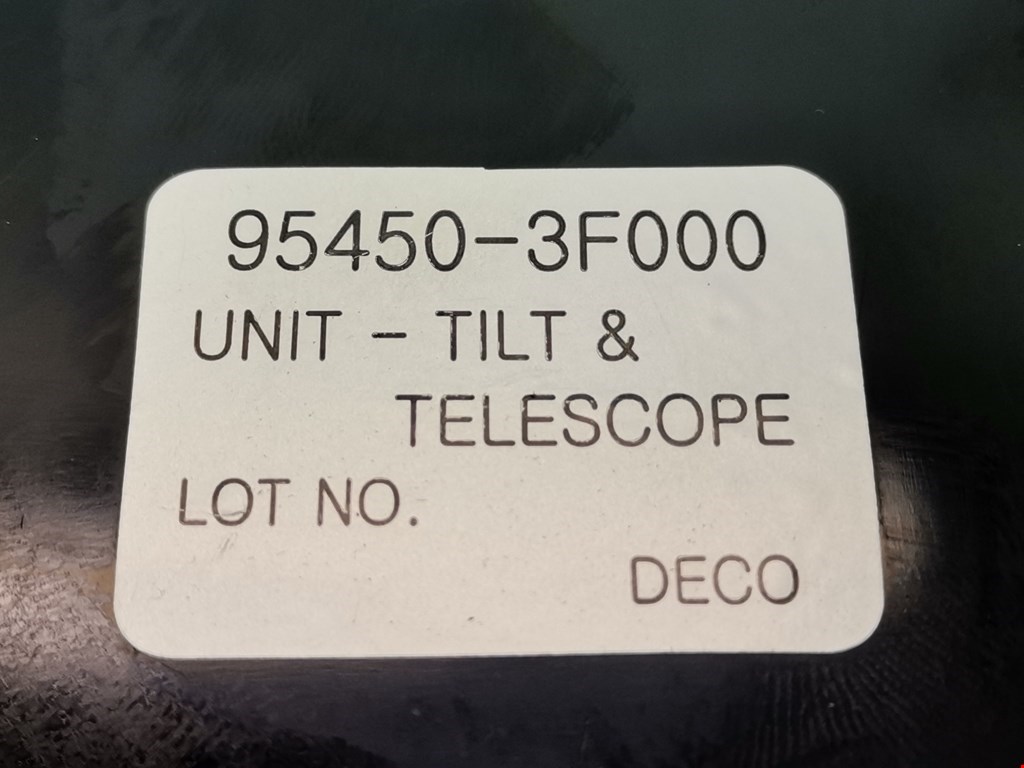 95450-3F000
UNIT - TILT &
TELESCOPE
LOT NO.
DECO